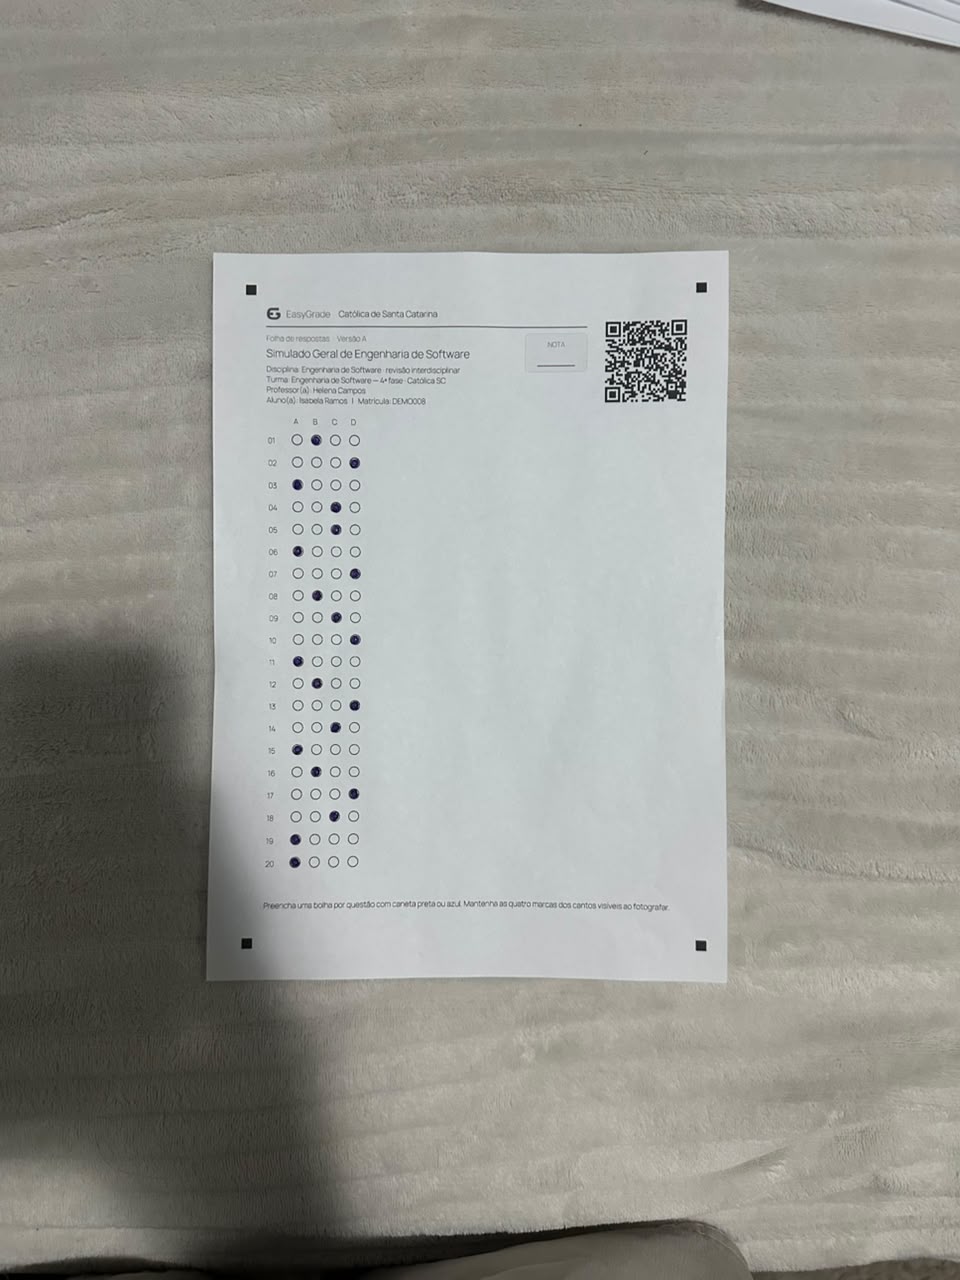 EasyGrade Católica de Santa Catarina
Folha de respostas · Versão A
Simulado Geral de Engenharia de Software
Disciplina: Engenharia de Software · revisão interdisciplinar
Turma: Engenharia de Software — 4ª fase · Católica SC
Professor(a): Helena Campos
Aluno(a): Isabela Ramos | Matrícula: DEMO008
NOTA
A B C D
01
02
03
04
05
06
07
08
09
10
11
12
13
14
15
16
17
18
19
20
Preencha uma bolha por questão com caneta preta ou azul. Mantenha as quatro marcas dos cantos visíveis ao fotografar.